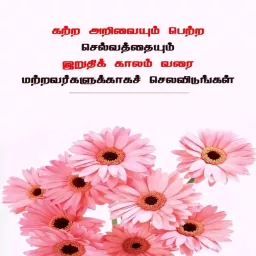 கற்ற அறிவையும் பெற்ற
செல்வத்தையும்
இறுதிக் காலம் வரை
மற்றவர்களுக்காகச் செலவிடுங்கள்